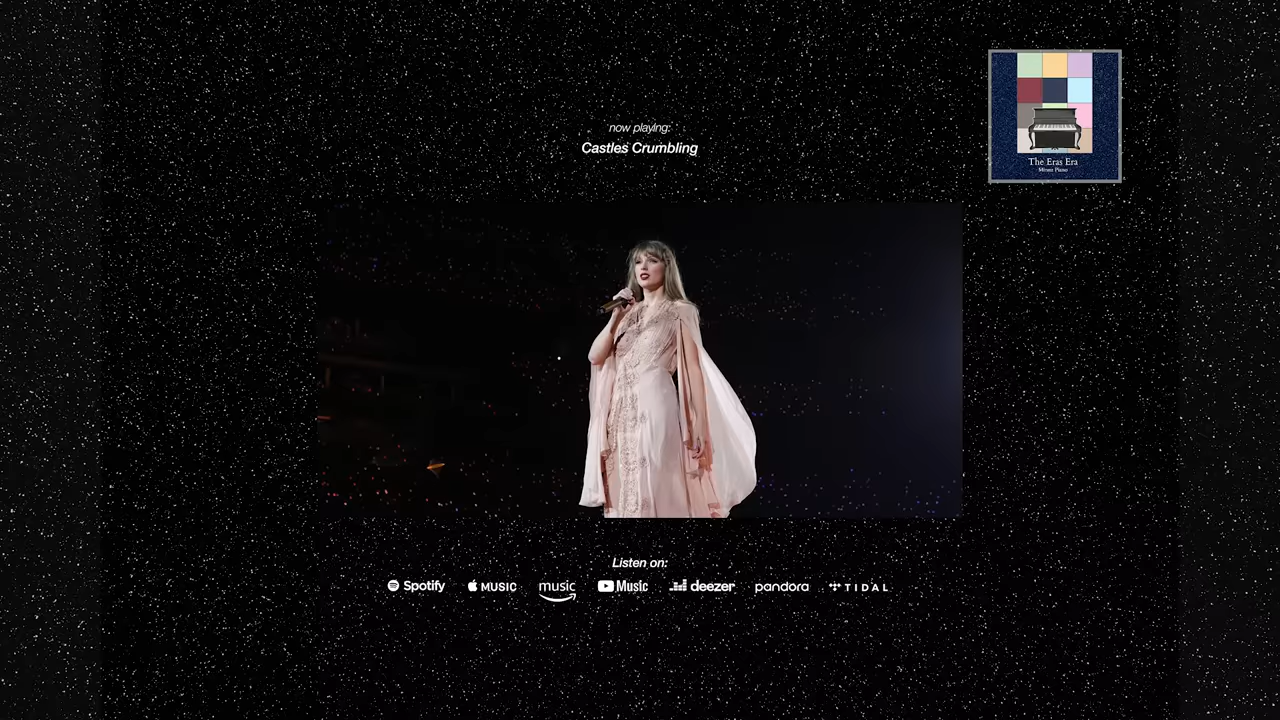 now playing:
Castles Crumbling
The Eras Era
Listen on:
Spotify
MUSIC
music
Music
deezer
pandora
TIDAL